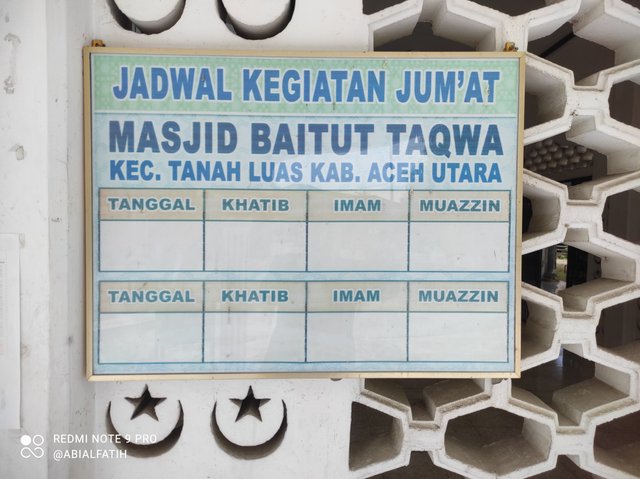 JADWAL KEGIATAN JUM'AT
MASJID BAITUT TAQWA
KEC. TANAH LUAS KAB. ACEH UTARA
TANGGAL KHATIB IMAM MUAZZIN
TANGGAL KHATIB IMAM MUAZZIN
REDMI NOTE 9 PRO
@ABIALFATIH